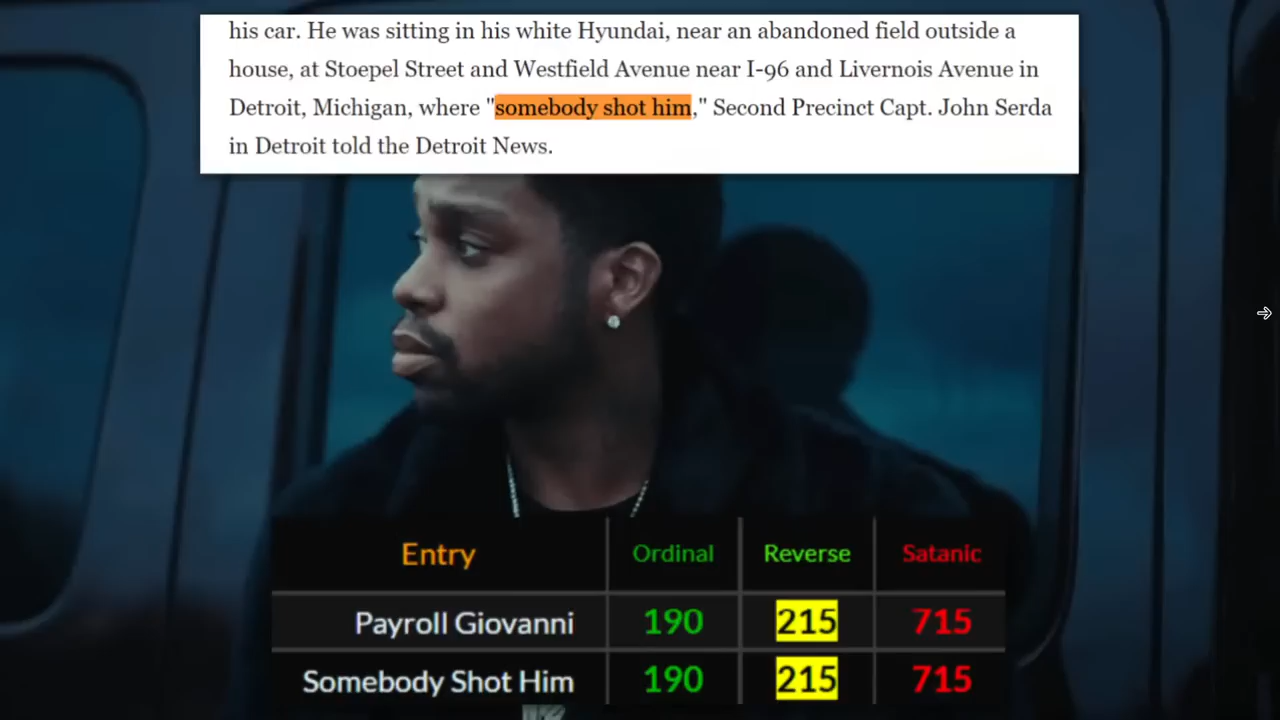 his car. He was sitting in his white Hyundai, near an abandoned field outside a
house, at Stoepel Street and Westfield Avenue near I-96 and Livernois Avenue in
Detroit, Michigan, where "somebody shot him," Second Precinct Capt. John Serda
in Detroit told the Detroit News.
Entry Ordinal Reverse Satanic
Payroll Giovanni 190 215 715
Somebody Shot Him 190 215 715